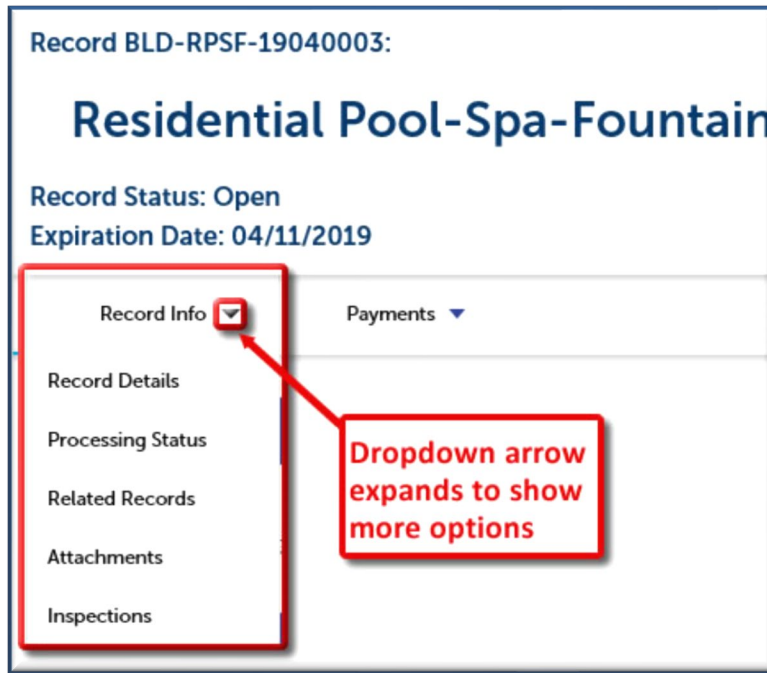 Record BLD-RPSF-19040003:
Residential Pool-Spa-Fountain
Record Status: Open
Expiration Date: 04/11/2019
Record Info
Payments
Record Details
Processing Status
Related Records
Attachments
Inspections
Dropdown arrow
expands to show
more options